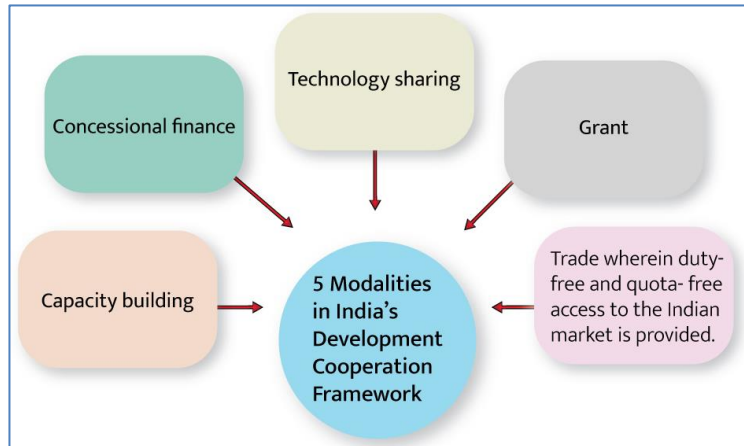 Technology sharing
Concessional finance
Grant
Capacity building
5 Modalities
in India's
Development
Cooperation
Framework
Trade wherein duty-
free and quota- free
access to the Indian
market is provided.